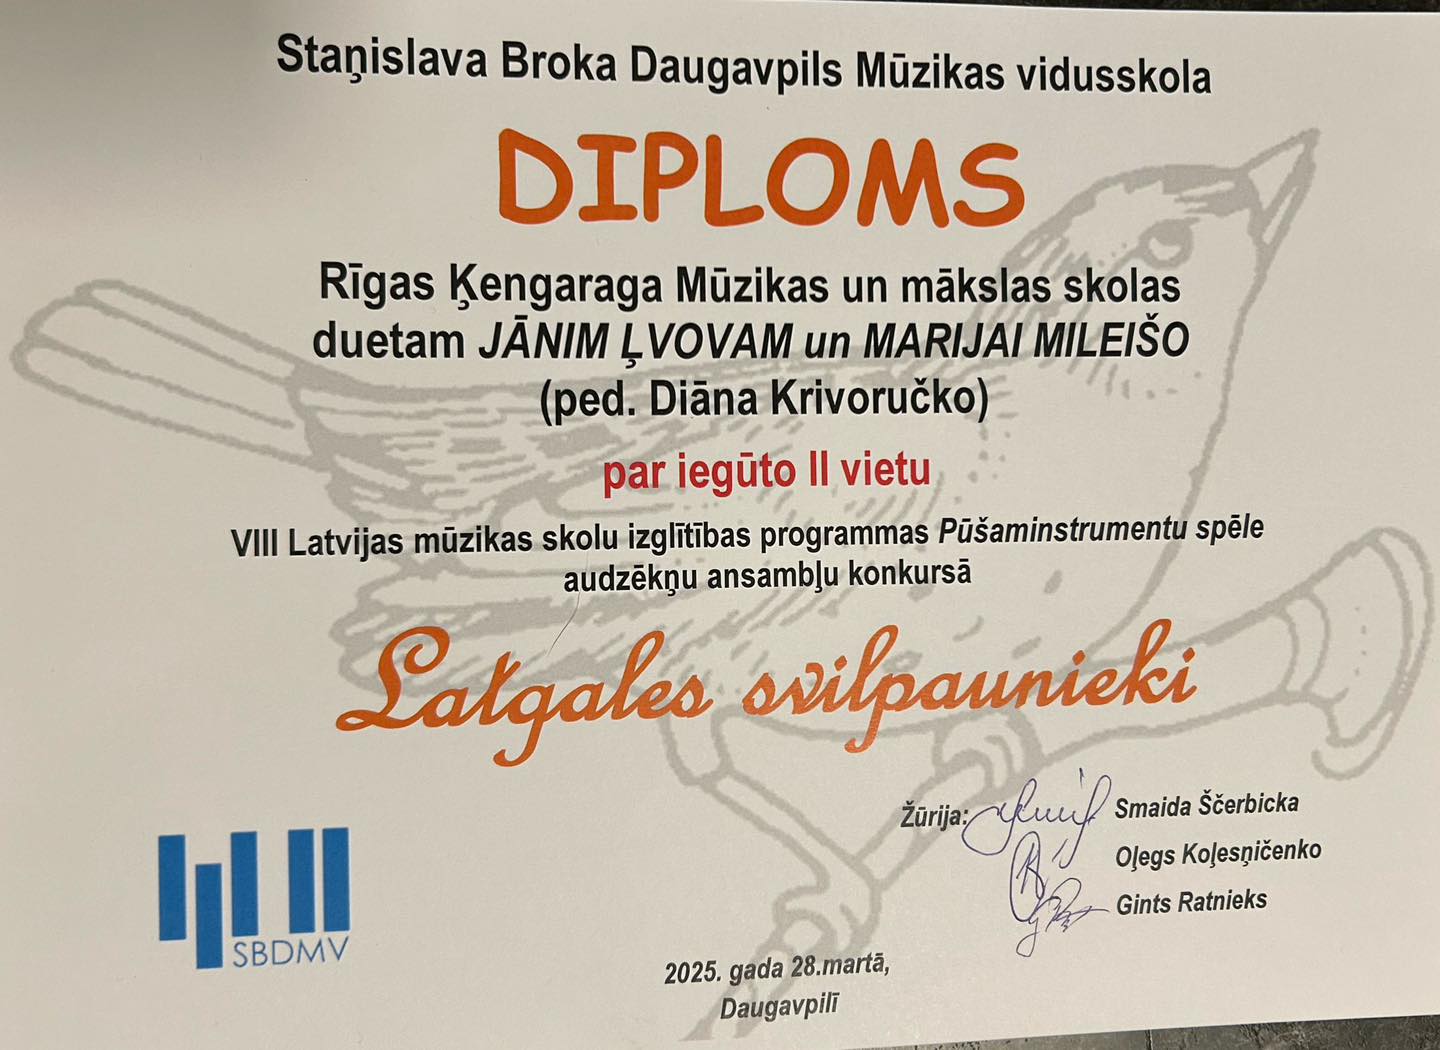 Staņislava Broka Daugavpils Mūzikas vidusskola
DIPLOMS
Rīgas Ķengaraga Mūzikas un mākslas skolas
duetam JĀNIM ĻVOVAM un MARIJAI MILEIŠO
(ped. Diāna Krivoručko)
par iegūto II vietu
VIII Latvijas mūzikas skolu izglītības programmas Pūšaminstrumentu spēle
audzēkņu ansambļu konkursā
Latgales svilpaunieki
Žūrija: Smaida Ščerbicka
Oļegs Koļesņičenko
Gints Ratnieks
SBDMV
2025. gada 28.martā,
Daugavpilī